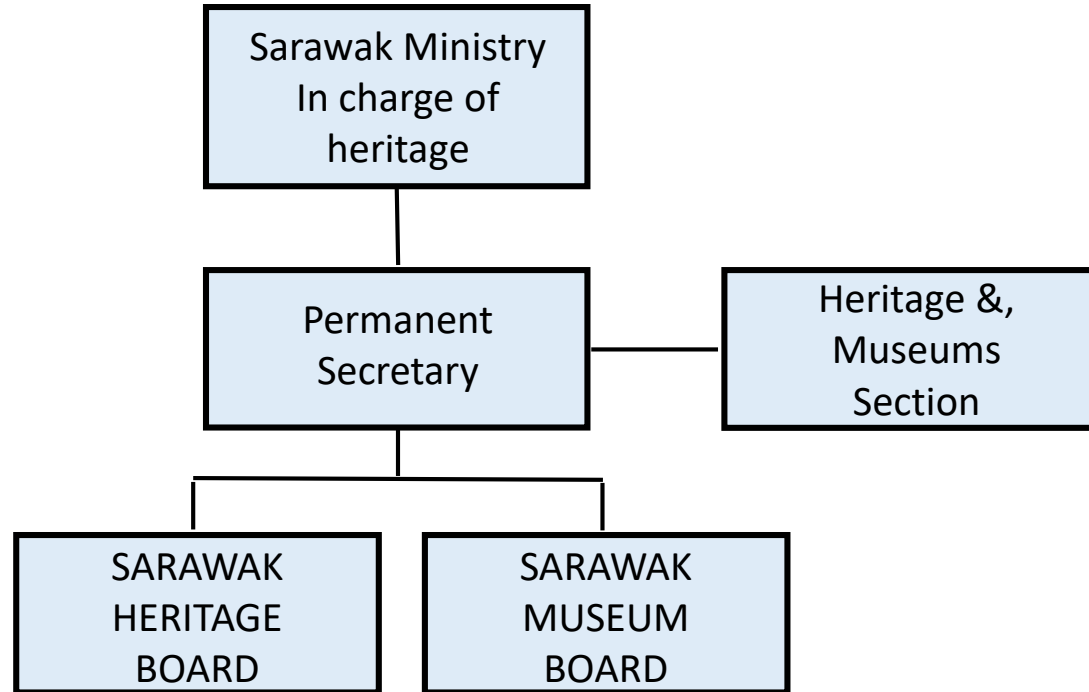 Sarawak Ministry
In charge of
heritage
Permanent
Secretary
Heritage &,
Museums
Section
SARAWAK
HERITAGE
BOARD
SARAWAK
MUSEUM
BOARD